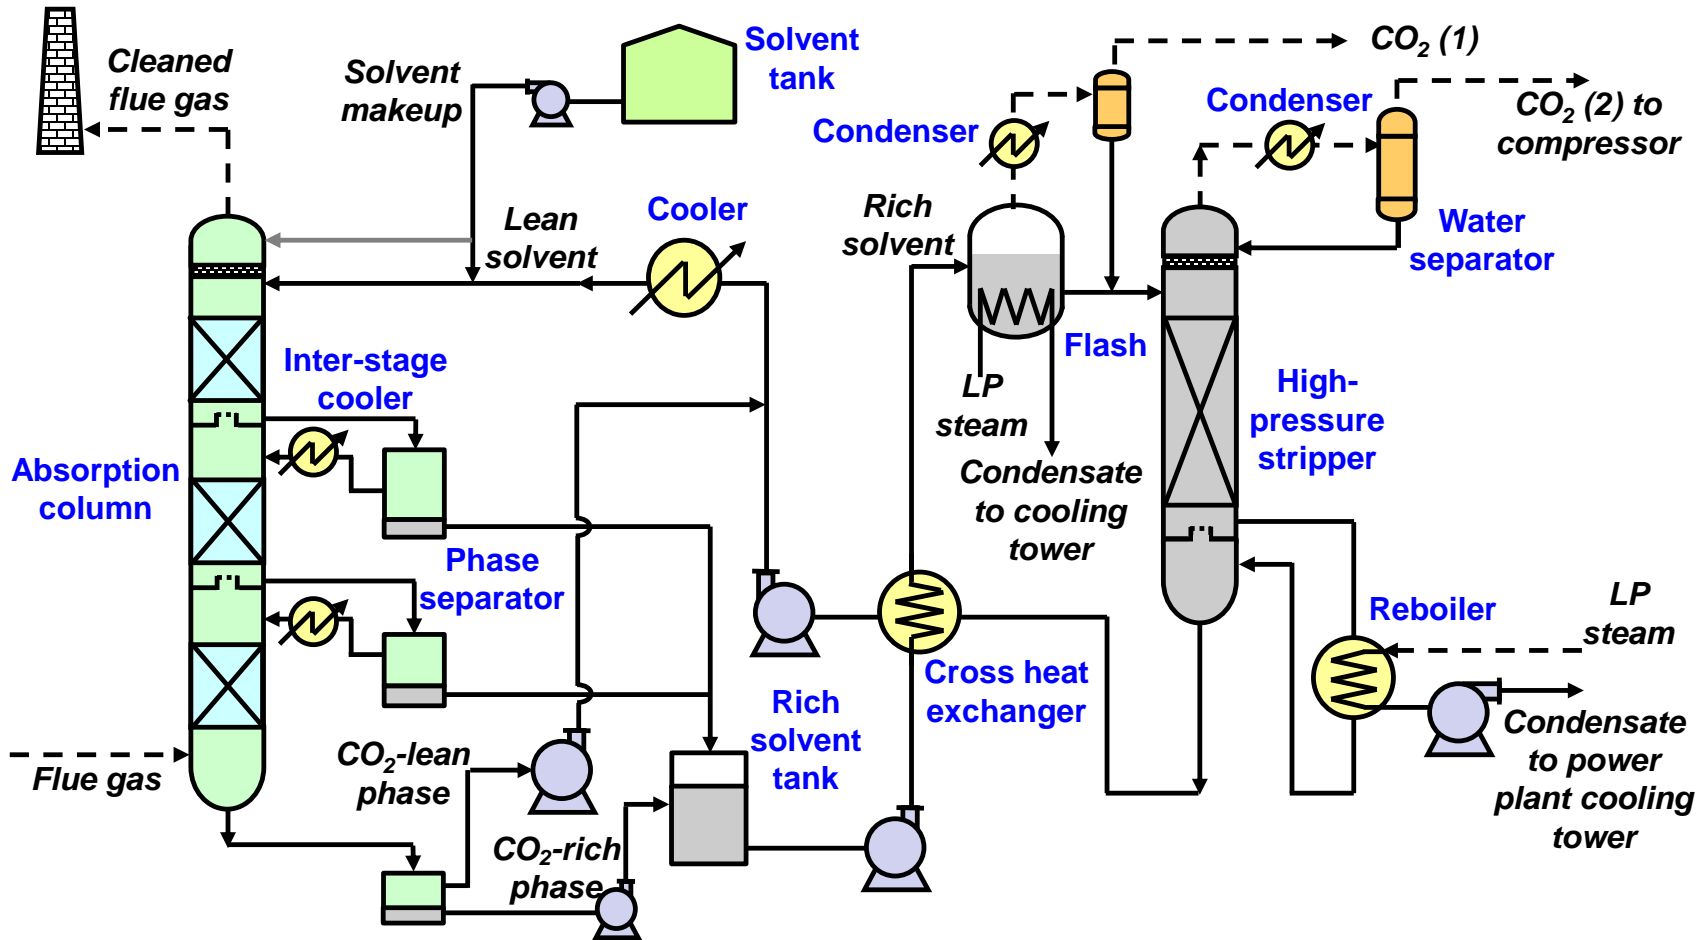 Cleaned
flue gas
Solvent
makeup
Solvent
tank
CO₂ (1)
Condenser
Condenser
CO₂ (2) to
compressor
Lean
solvent
Cooler
Rich
solvent
Water
separator
Inter-stage
cooler
Flash
LP
steam
High-
pressure
stripper
Absorption
column
Condensate
to cooling
tower
Phase
separator
Reboiler
LP
steam
Cross heat
exchanger
Rich
solvent
tank
Flue gas
CO₂-lean
phase
CO₂-rich
phase
Condensate
to power
plant cooling
tower